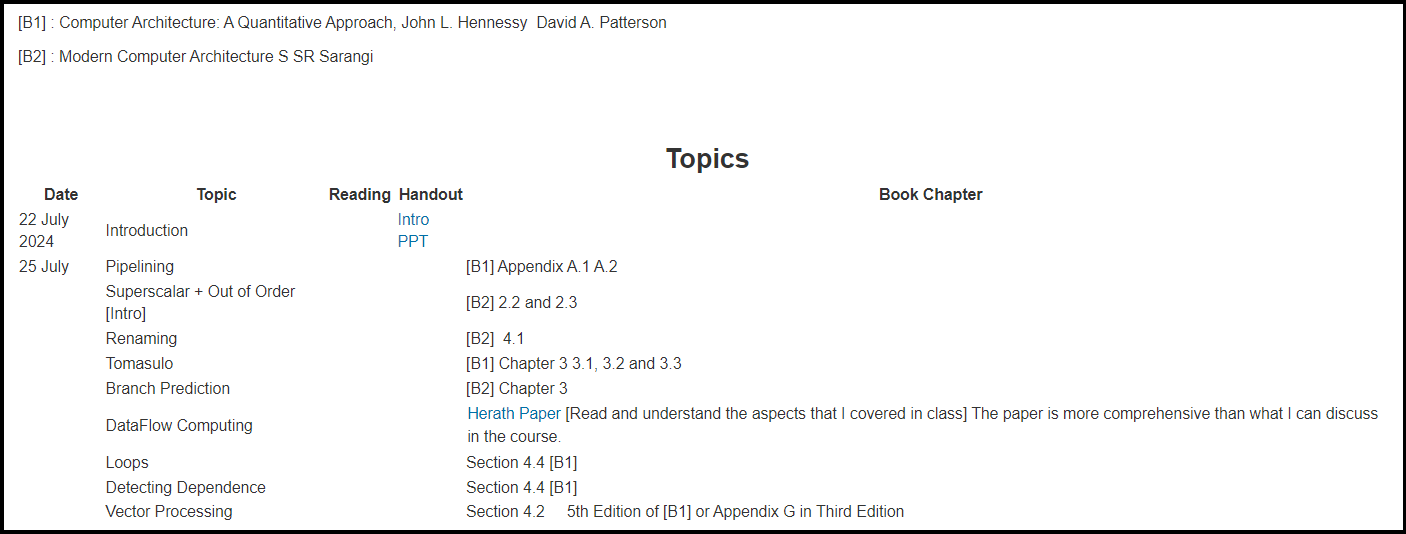 [B1] : Computer Architecture: A Quantitative Approach, John L. Hennessy  David A. Patterson
[B2] : Modern Computer Architecture S SR Sarangi
Topics
Date Topic Reading Handout Book Chapter
22 July 2024 Introduction Intro PPT
25 July Pipelining [B1] Appendix A.1 A.2
Superscalar + Out of Order [Intro] [B2] 2.2 and 2.3
Renaming [B2]  4.1
Tomasulo [B1] Chapter 3 3.1, 3.2 and 3.3
Branch Prediction [B2] Chapter 3
DataFlow Computing Herath Paper [Read and understand the aspects that I covered in class] The paper is more comprehensive than what I can discuss
in the course.
Loops Section 4.4 [B1]
Detecting Dependence Section 4.4 [B1]
Vector Processing Section 4.2     5th Edition of [B1] or Appendix G in Third Edition